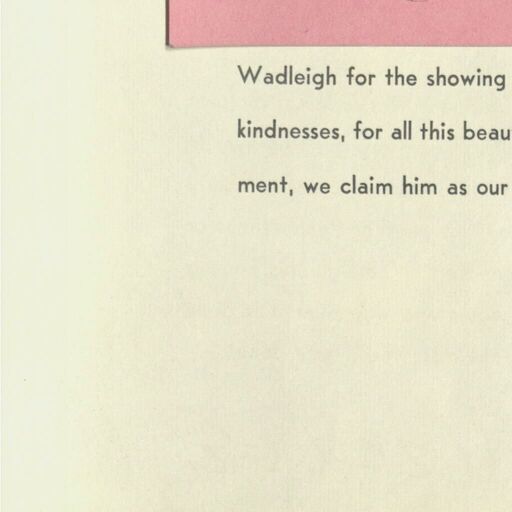 Wadleigh for the showing
kindnesses, for all this beau
ment, we claim him as our